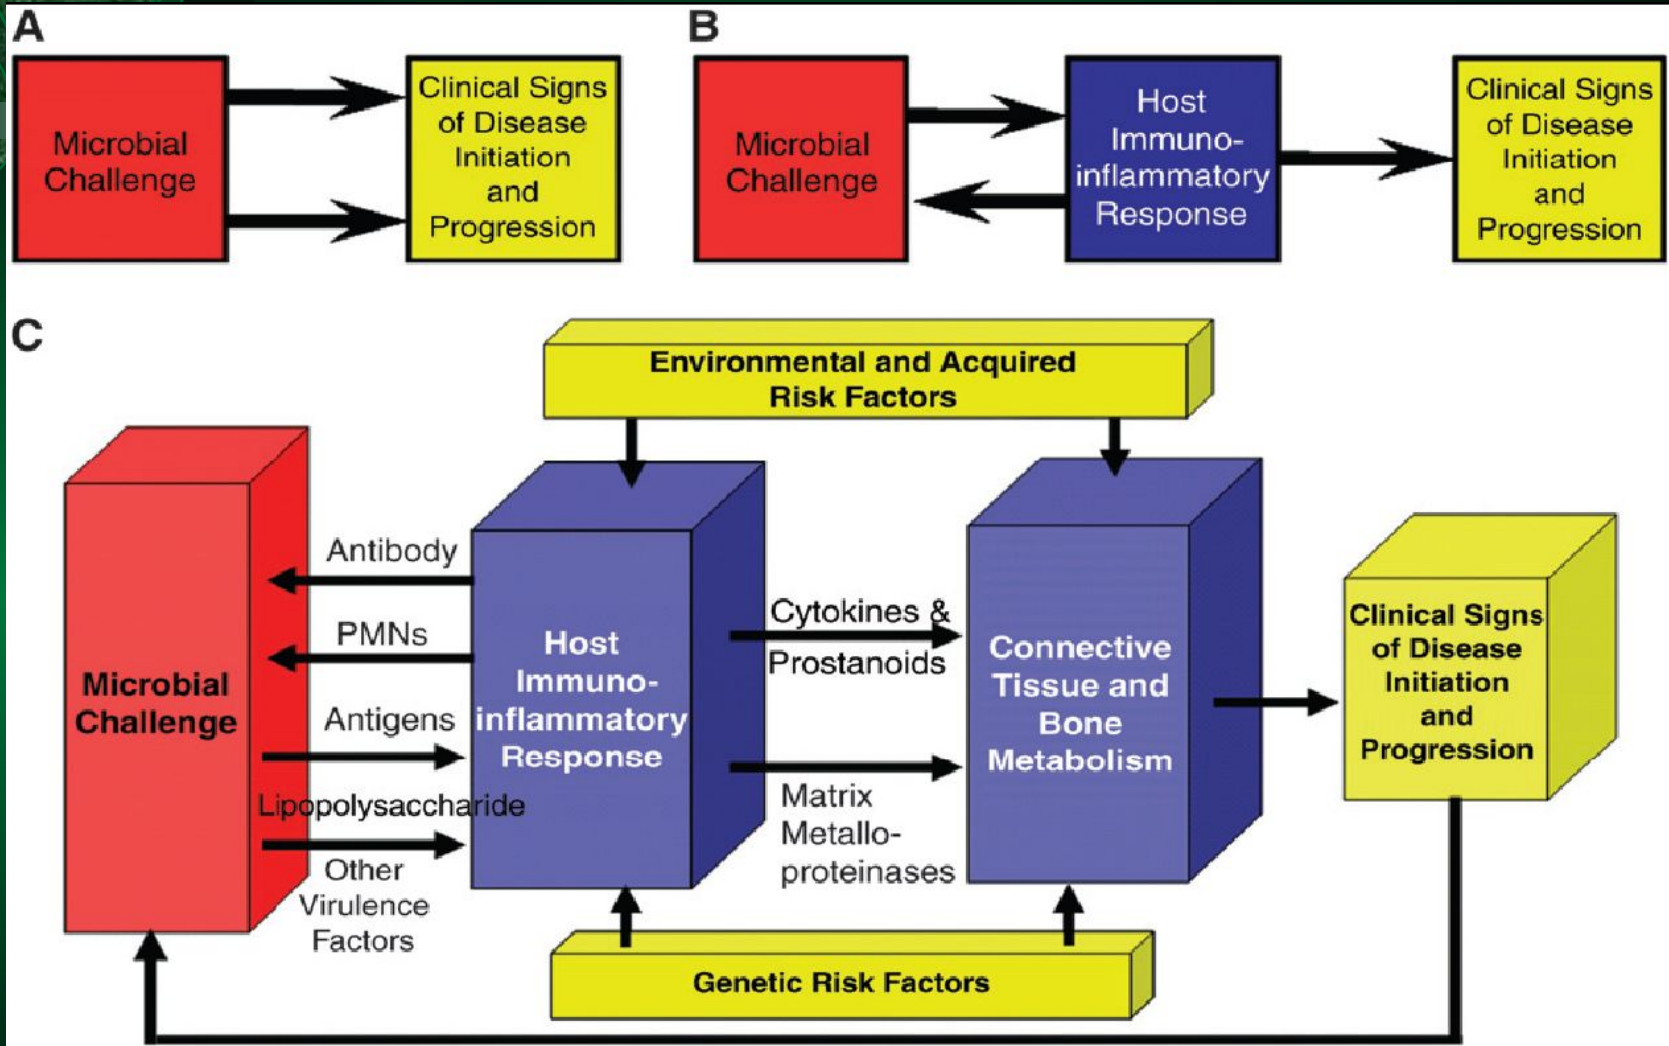 A
Microbial
Challenge
Clinical Signs
of Disease
Initiation
and
Progression
B
Microbial
Challenge
Host
Immuno-
inflammatory
Response
Clinical Signs
of Disease
Initiation
and
Progression
C
Environmental and Acquired
Risk Factors
Microbial
Challenge
Antibody
PMNs
Antigens
Lipopolysaccharide
Other
Virulence
Factors
Host
Immuno-
inflammatory
Response
Cytokines &
Prostanoids
Matrix
Metallo-
proteinases
Connective
Tissue and
Bone
Metabolism
Clinical Signs
of Disease
Initiation
and
Progression
Genetic Risk Factors